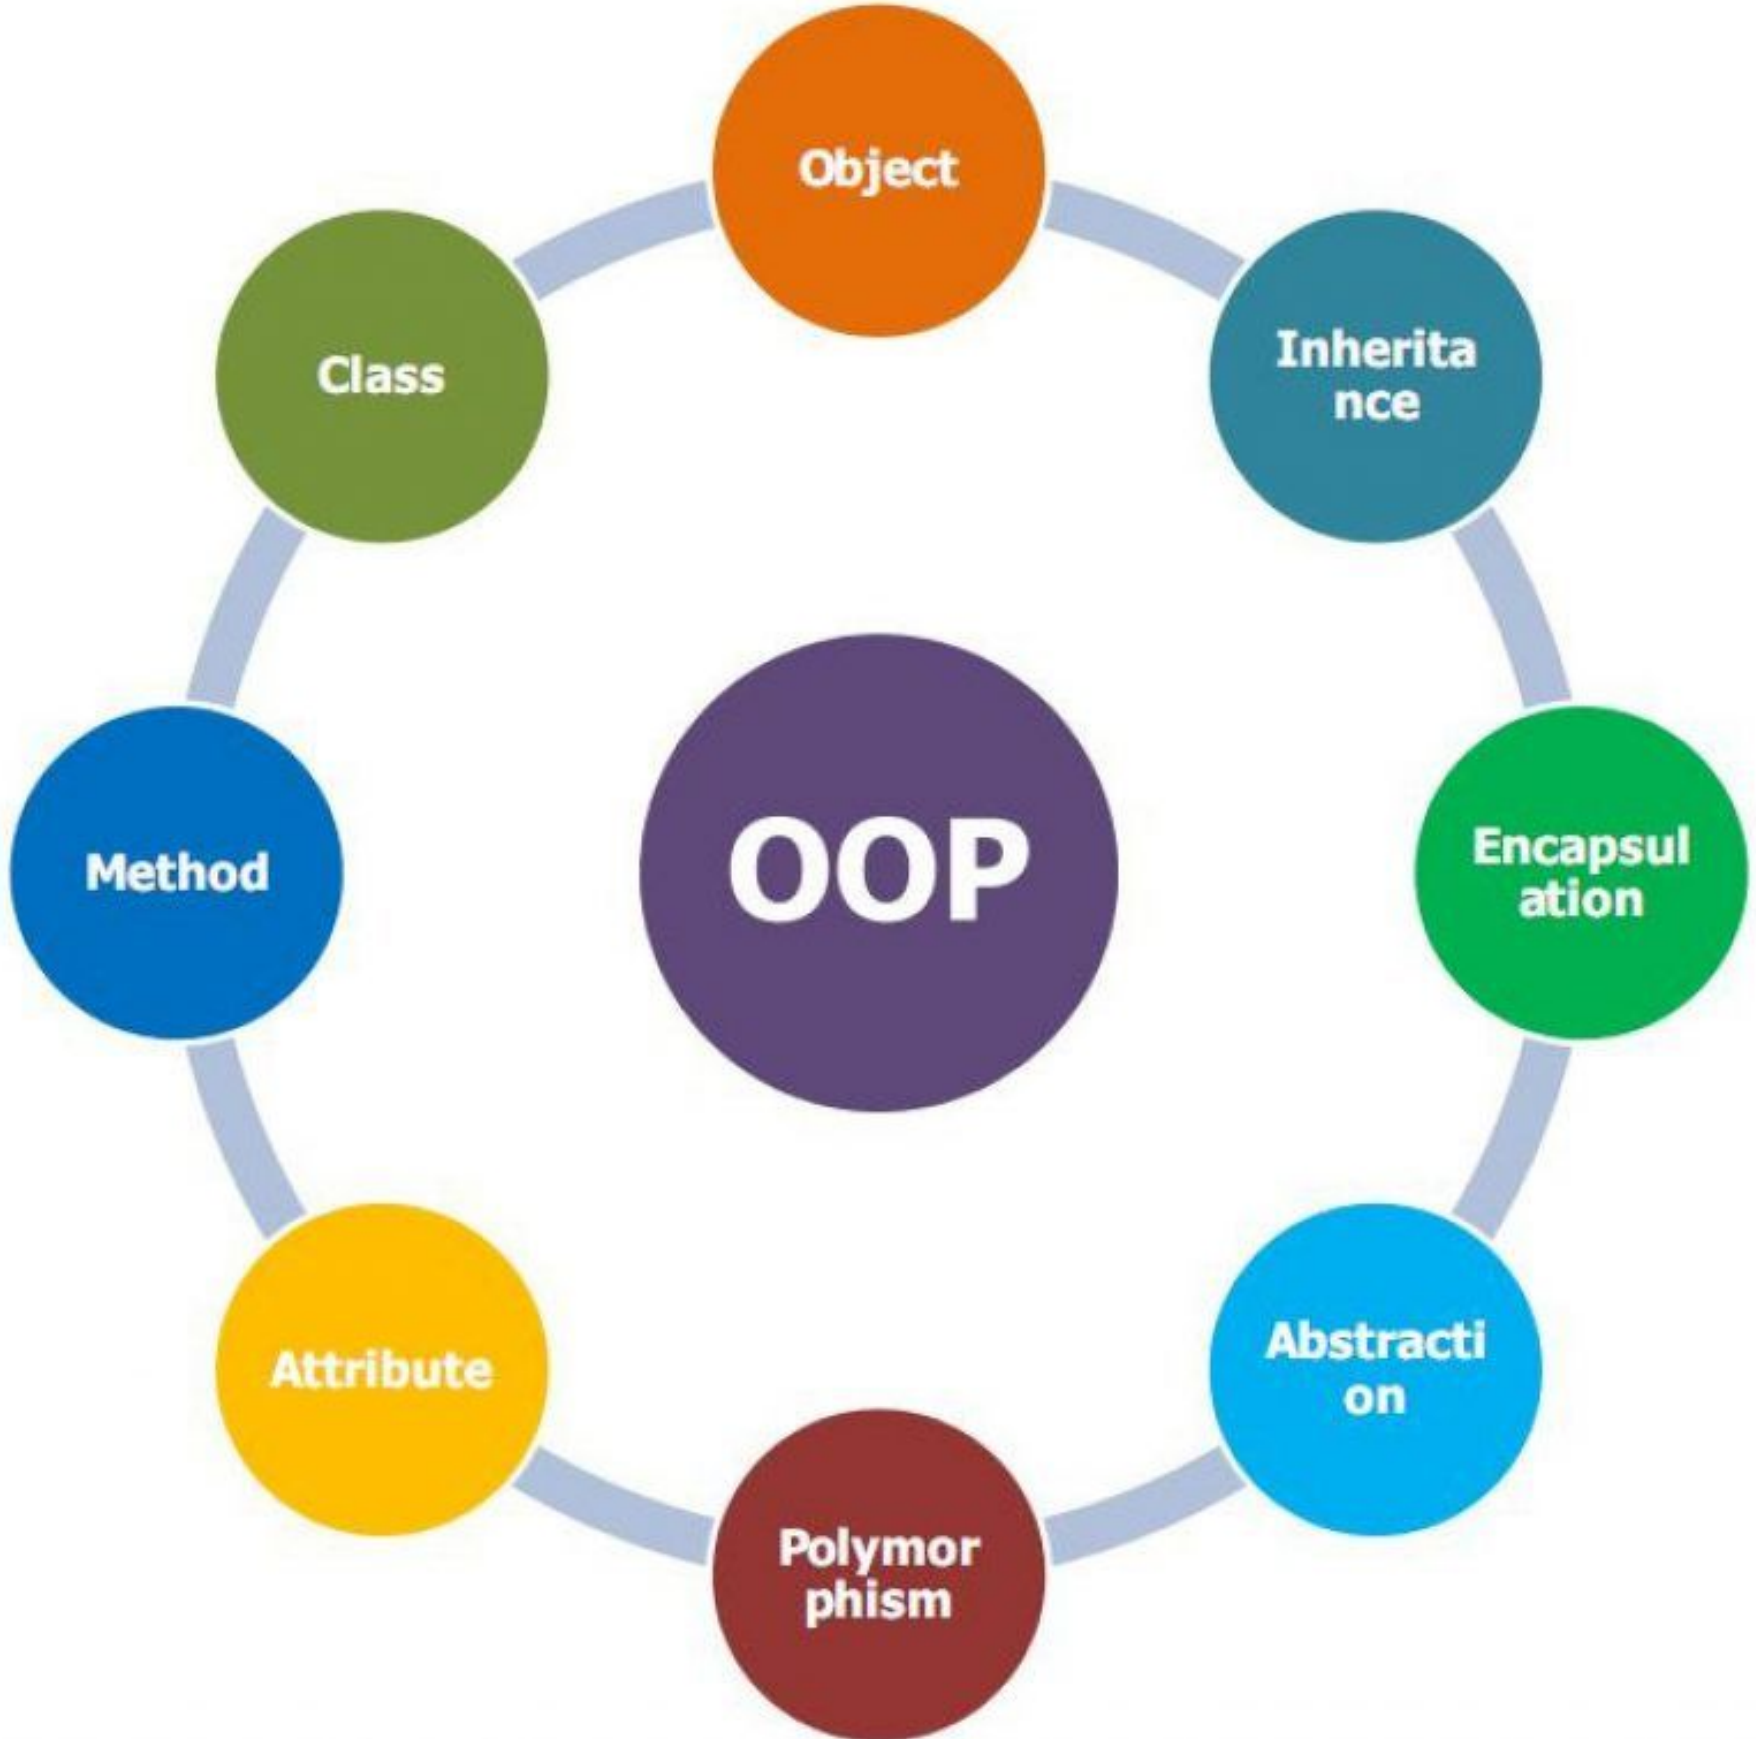 Object
Class
Inherita
nce
Method
OOP
Encapsul
ation
Attribute
Abstracti
on
Polymor
phism